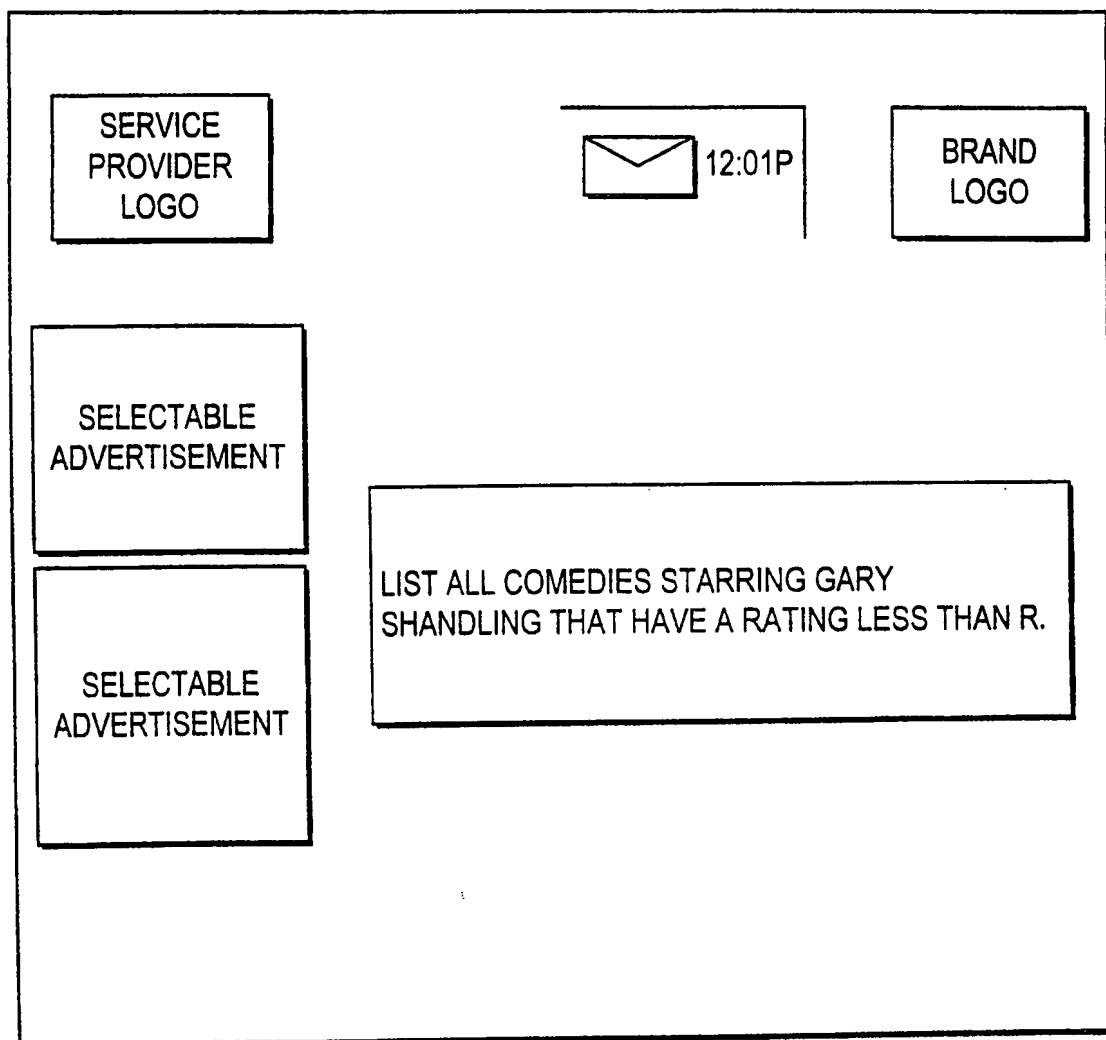 SERVICE
PROVIDER
LOGO
12:01P
BRAND
LOGO
SELECTABLE
ADVERTISEMENT
LIST ALL COMEDIES STARRING GARY
SHANDLING THAT HAVE A RATING LESS THAN R.
SELECTABLE
ADVERTISEMENT